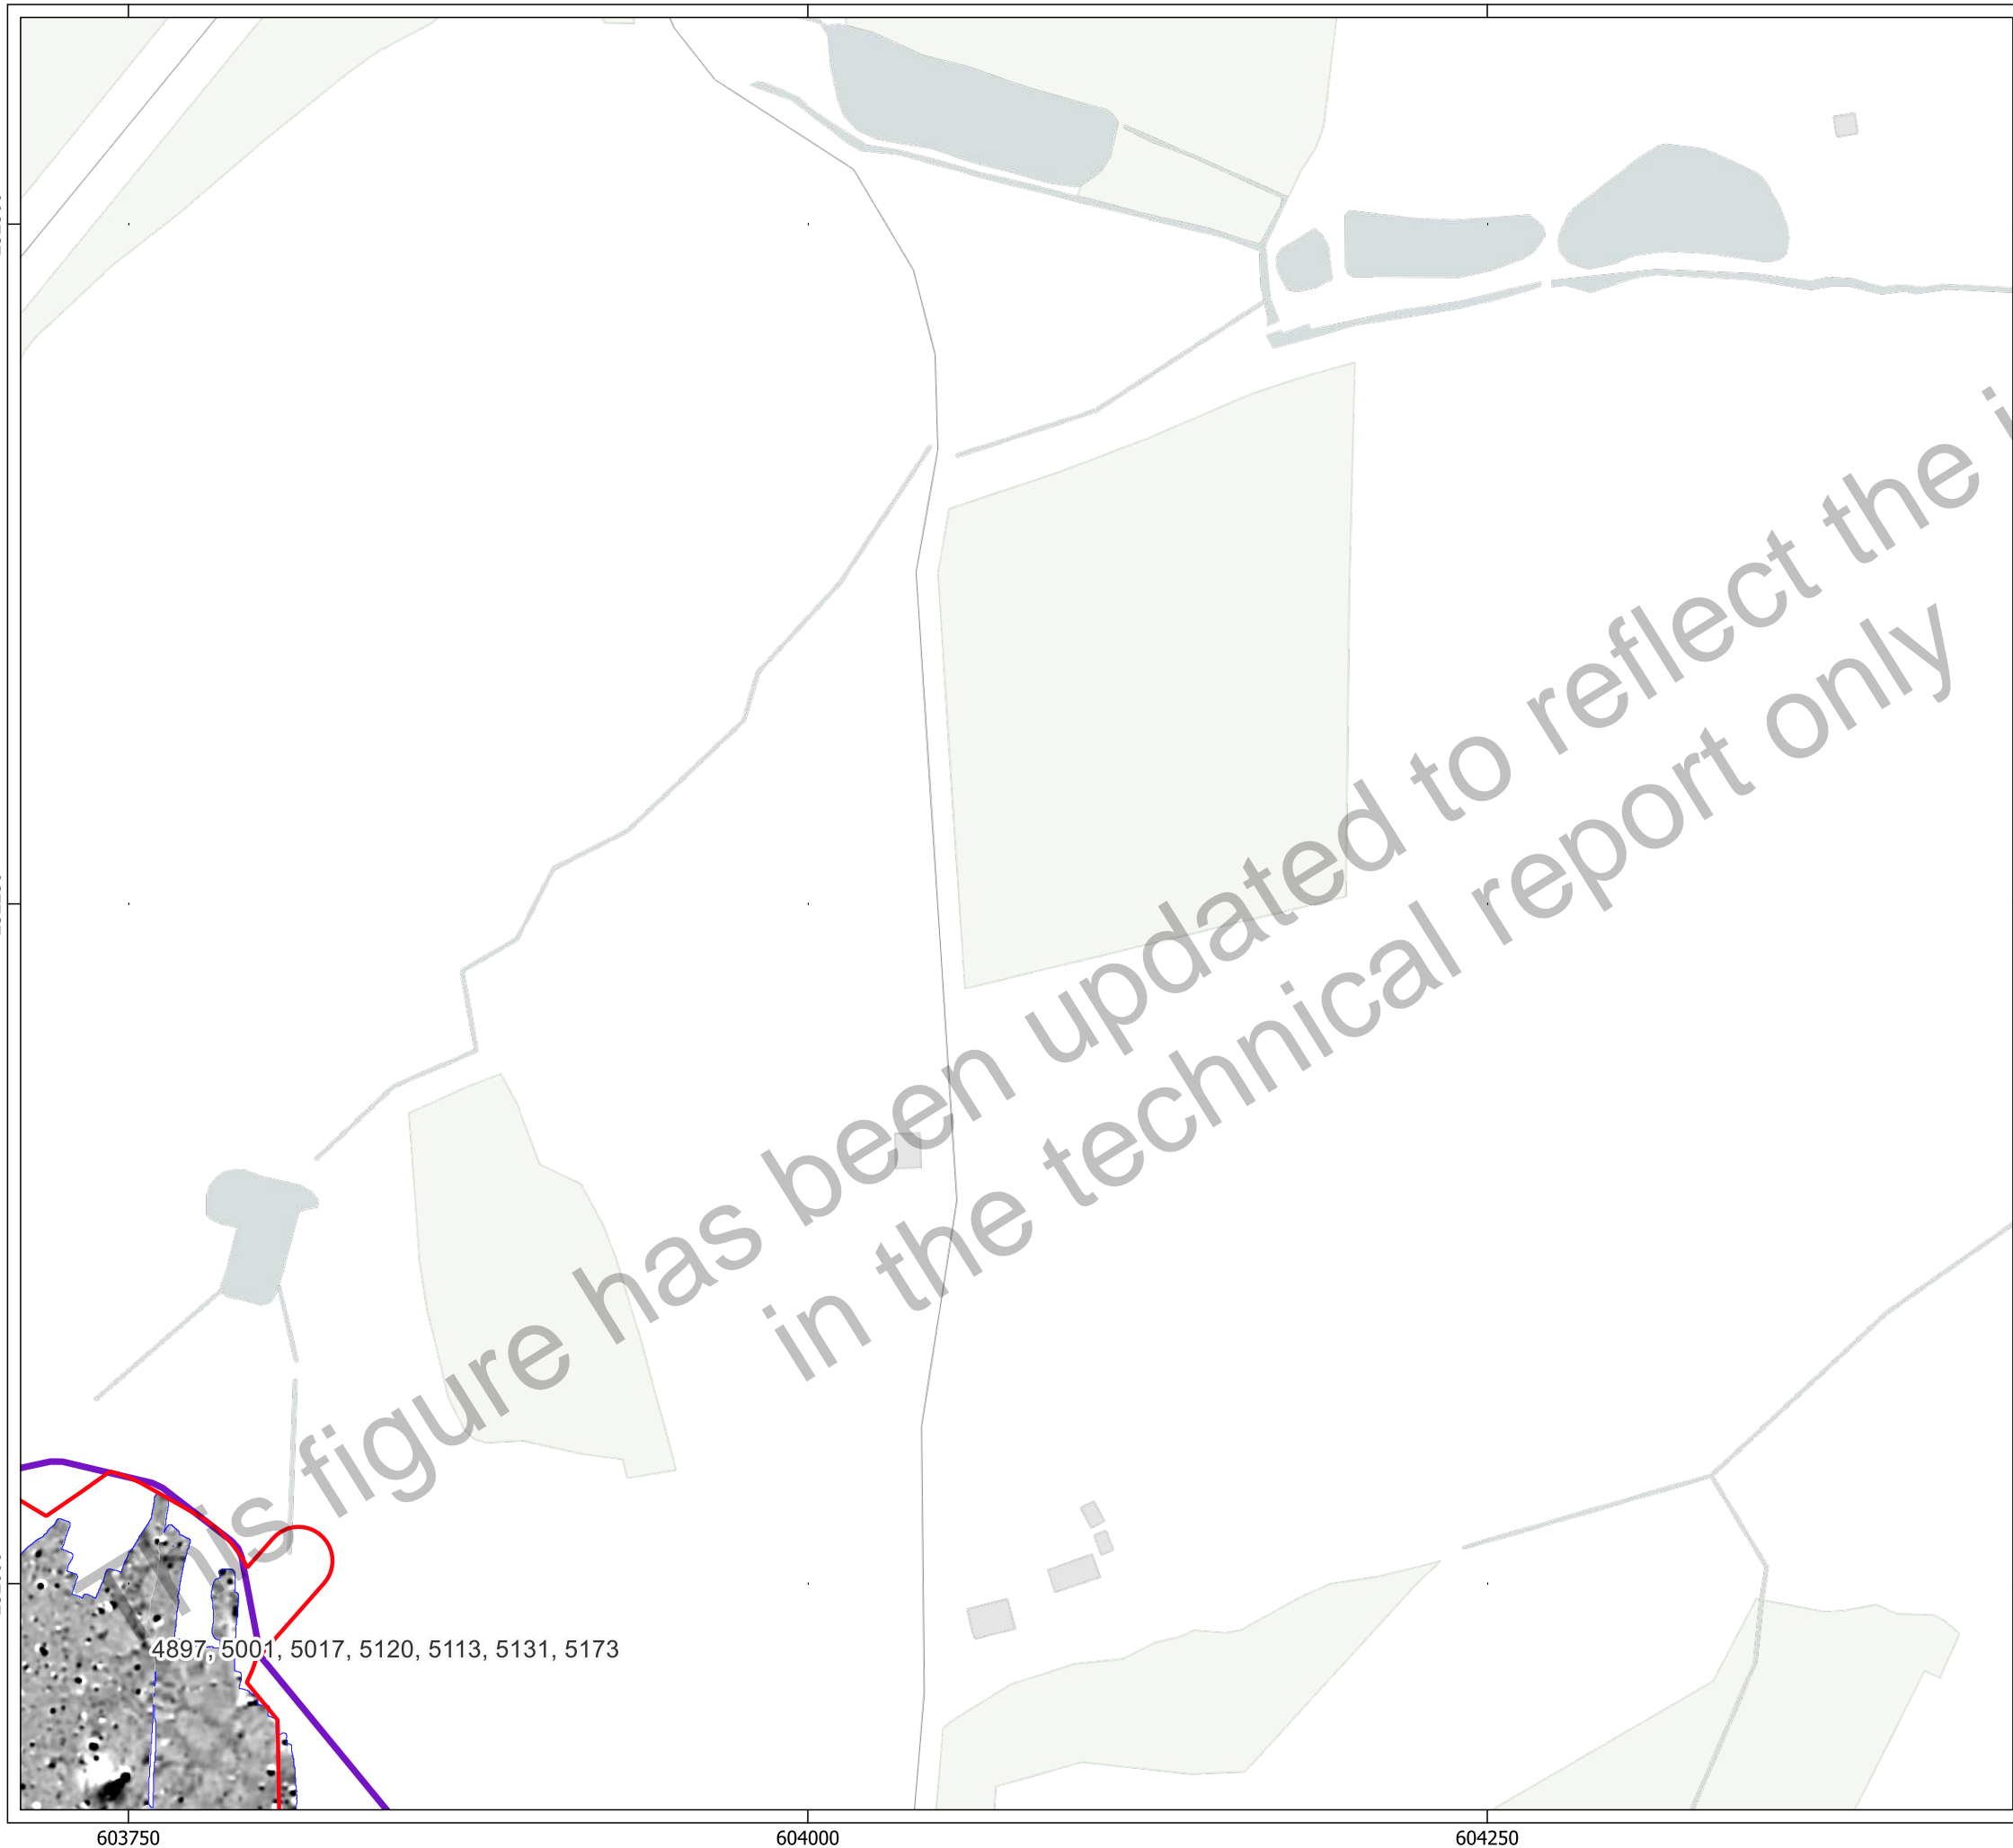 This figure has been updated to reflect the
in the technical report only
4897, 5001, 5017, 5120, 5113, 5131, 5173
603750
604000
604250